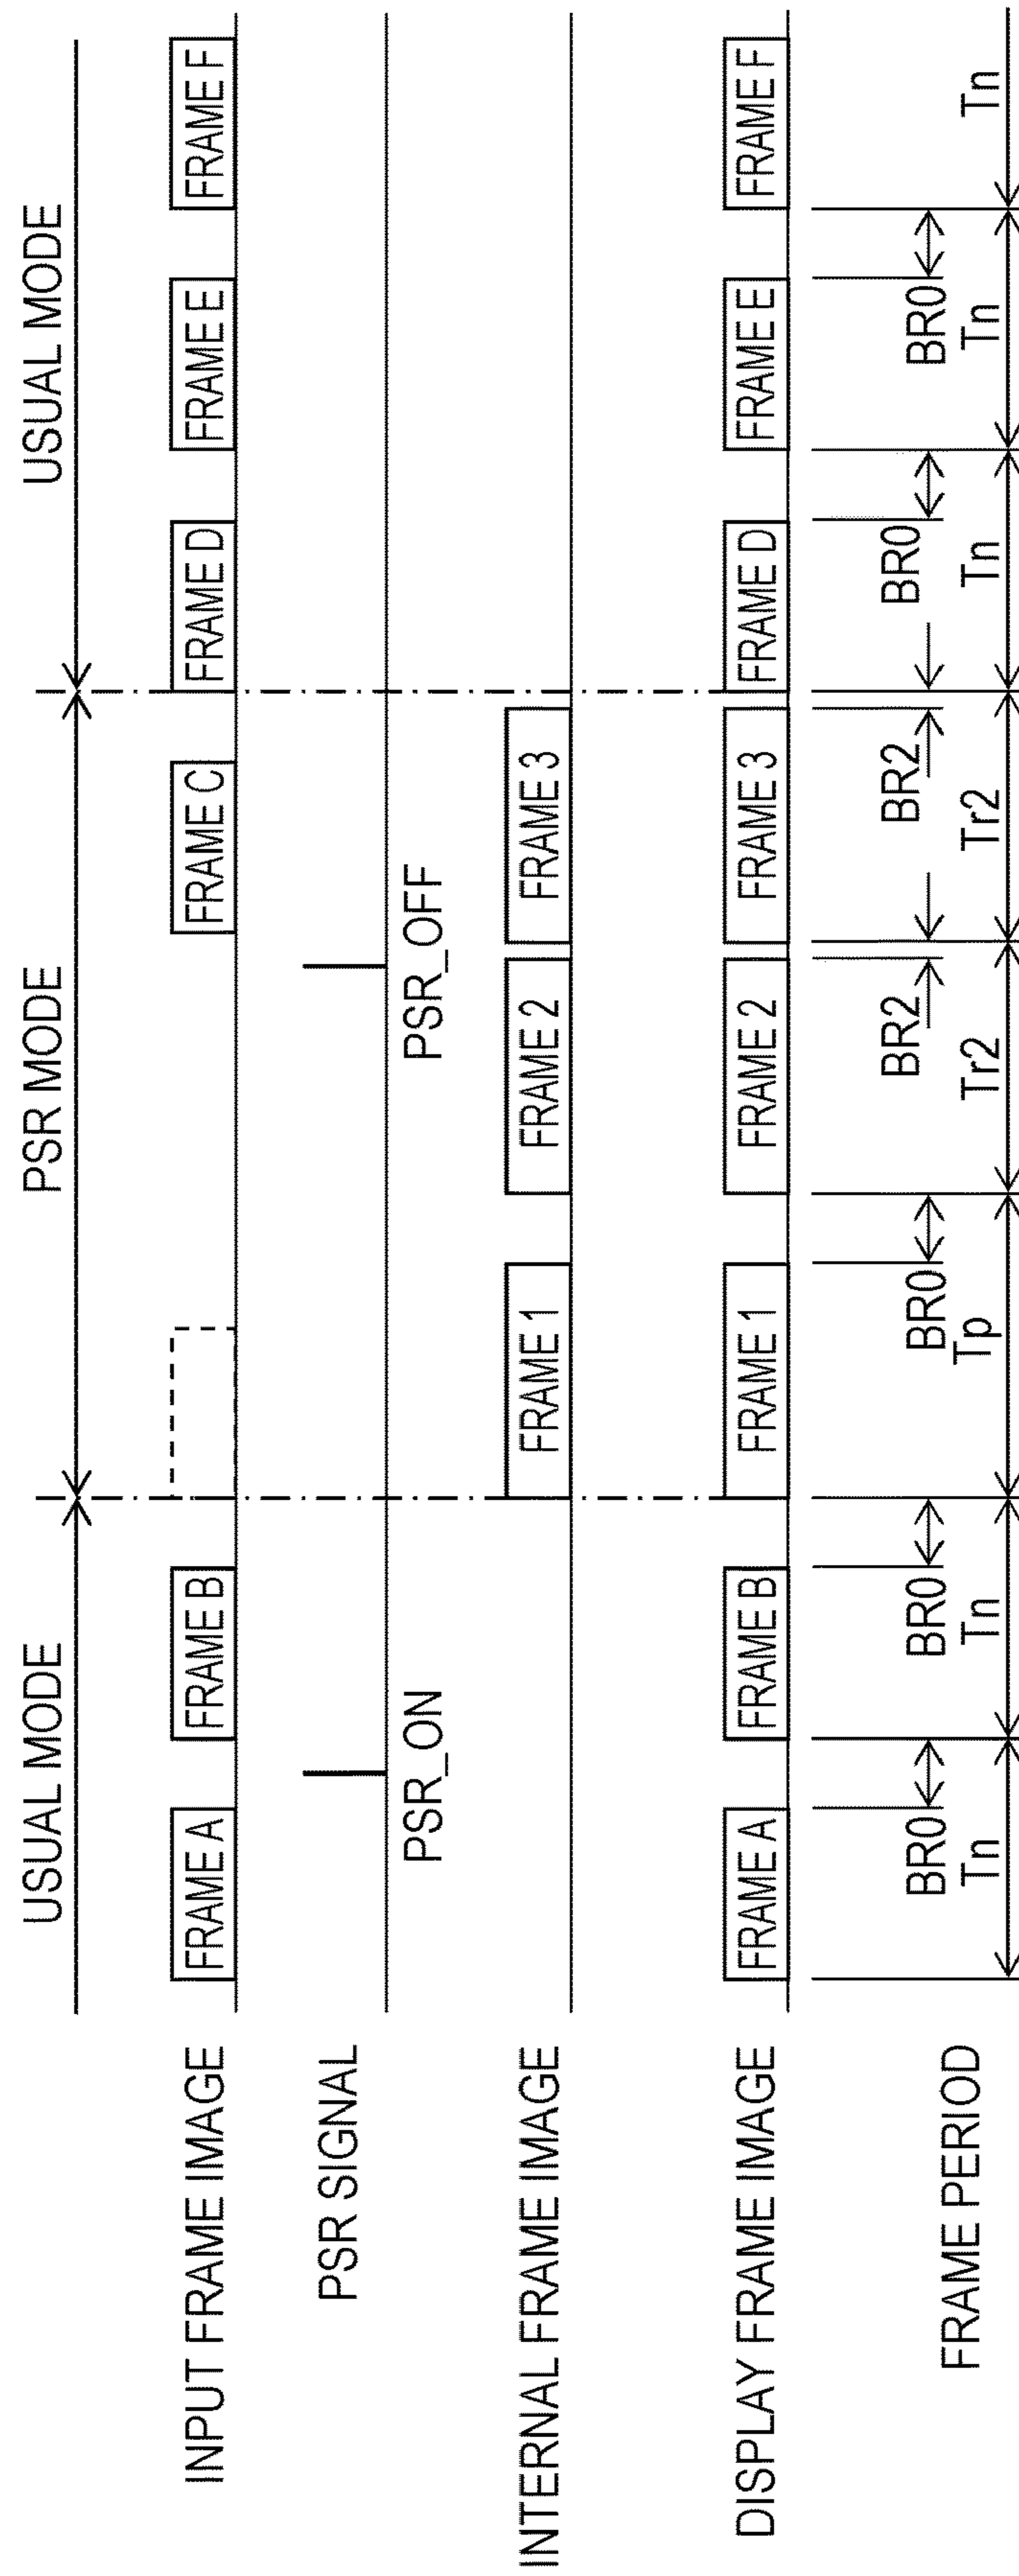 USUAL MODE
PSR MODE
USUAL MODE
INPUT FRAME IMAGE
FRAME A
FRAME B
FRAME C
FRAME D
FRAME E
FRAME F
PSR SIGNAL
PSR_ON
PSR_OFF
INTERNAL FRAME IMAGE
FRAME 1
FRAME 2
FRAME 3
DISPLAY FRAME IMAGE
FRAME A
FRAME B
FRAME 1
FRAME 2
FRAME 3
FRAME D
FRAME E
FRAME F
FRAME PERIOD
BR0
BR0
BR0
BR2
BR2
BR0
BR0
Tn
Tn
Tp
Tr2
Tr2
Tn
Tn
Tn